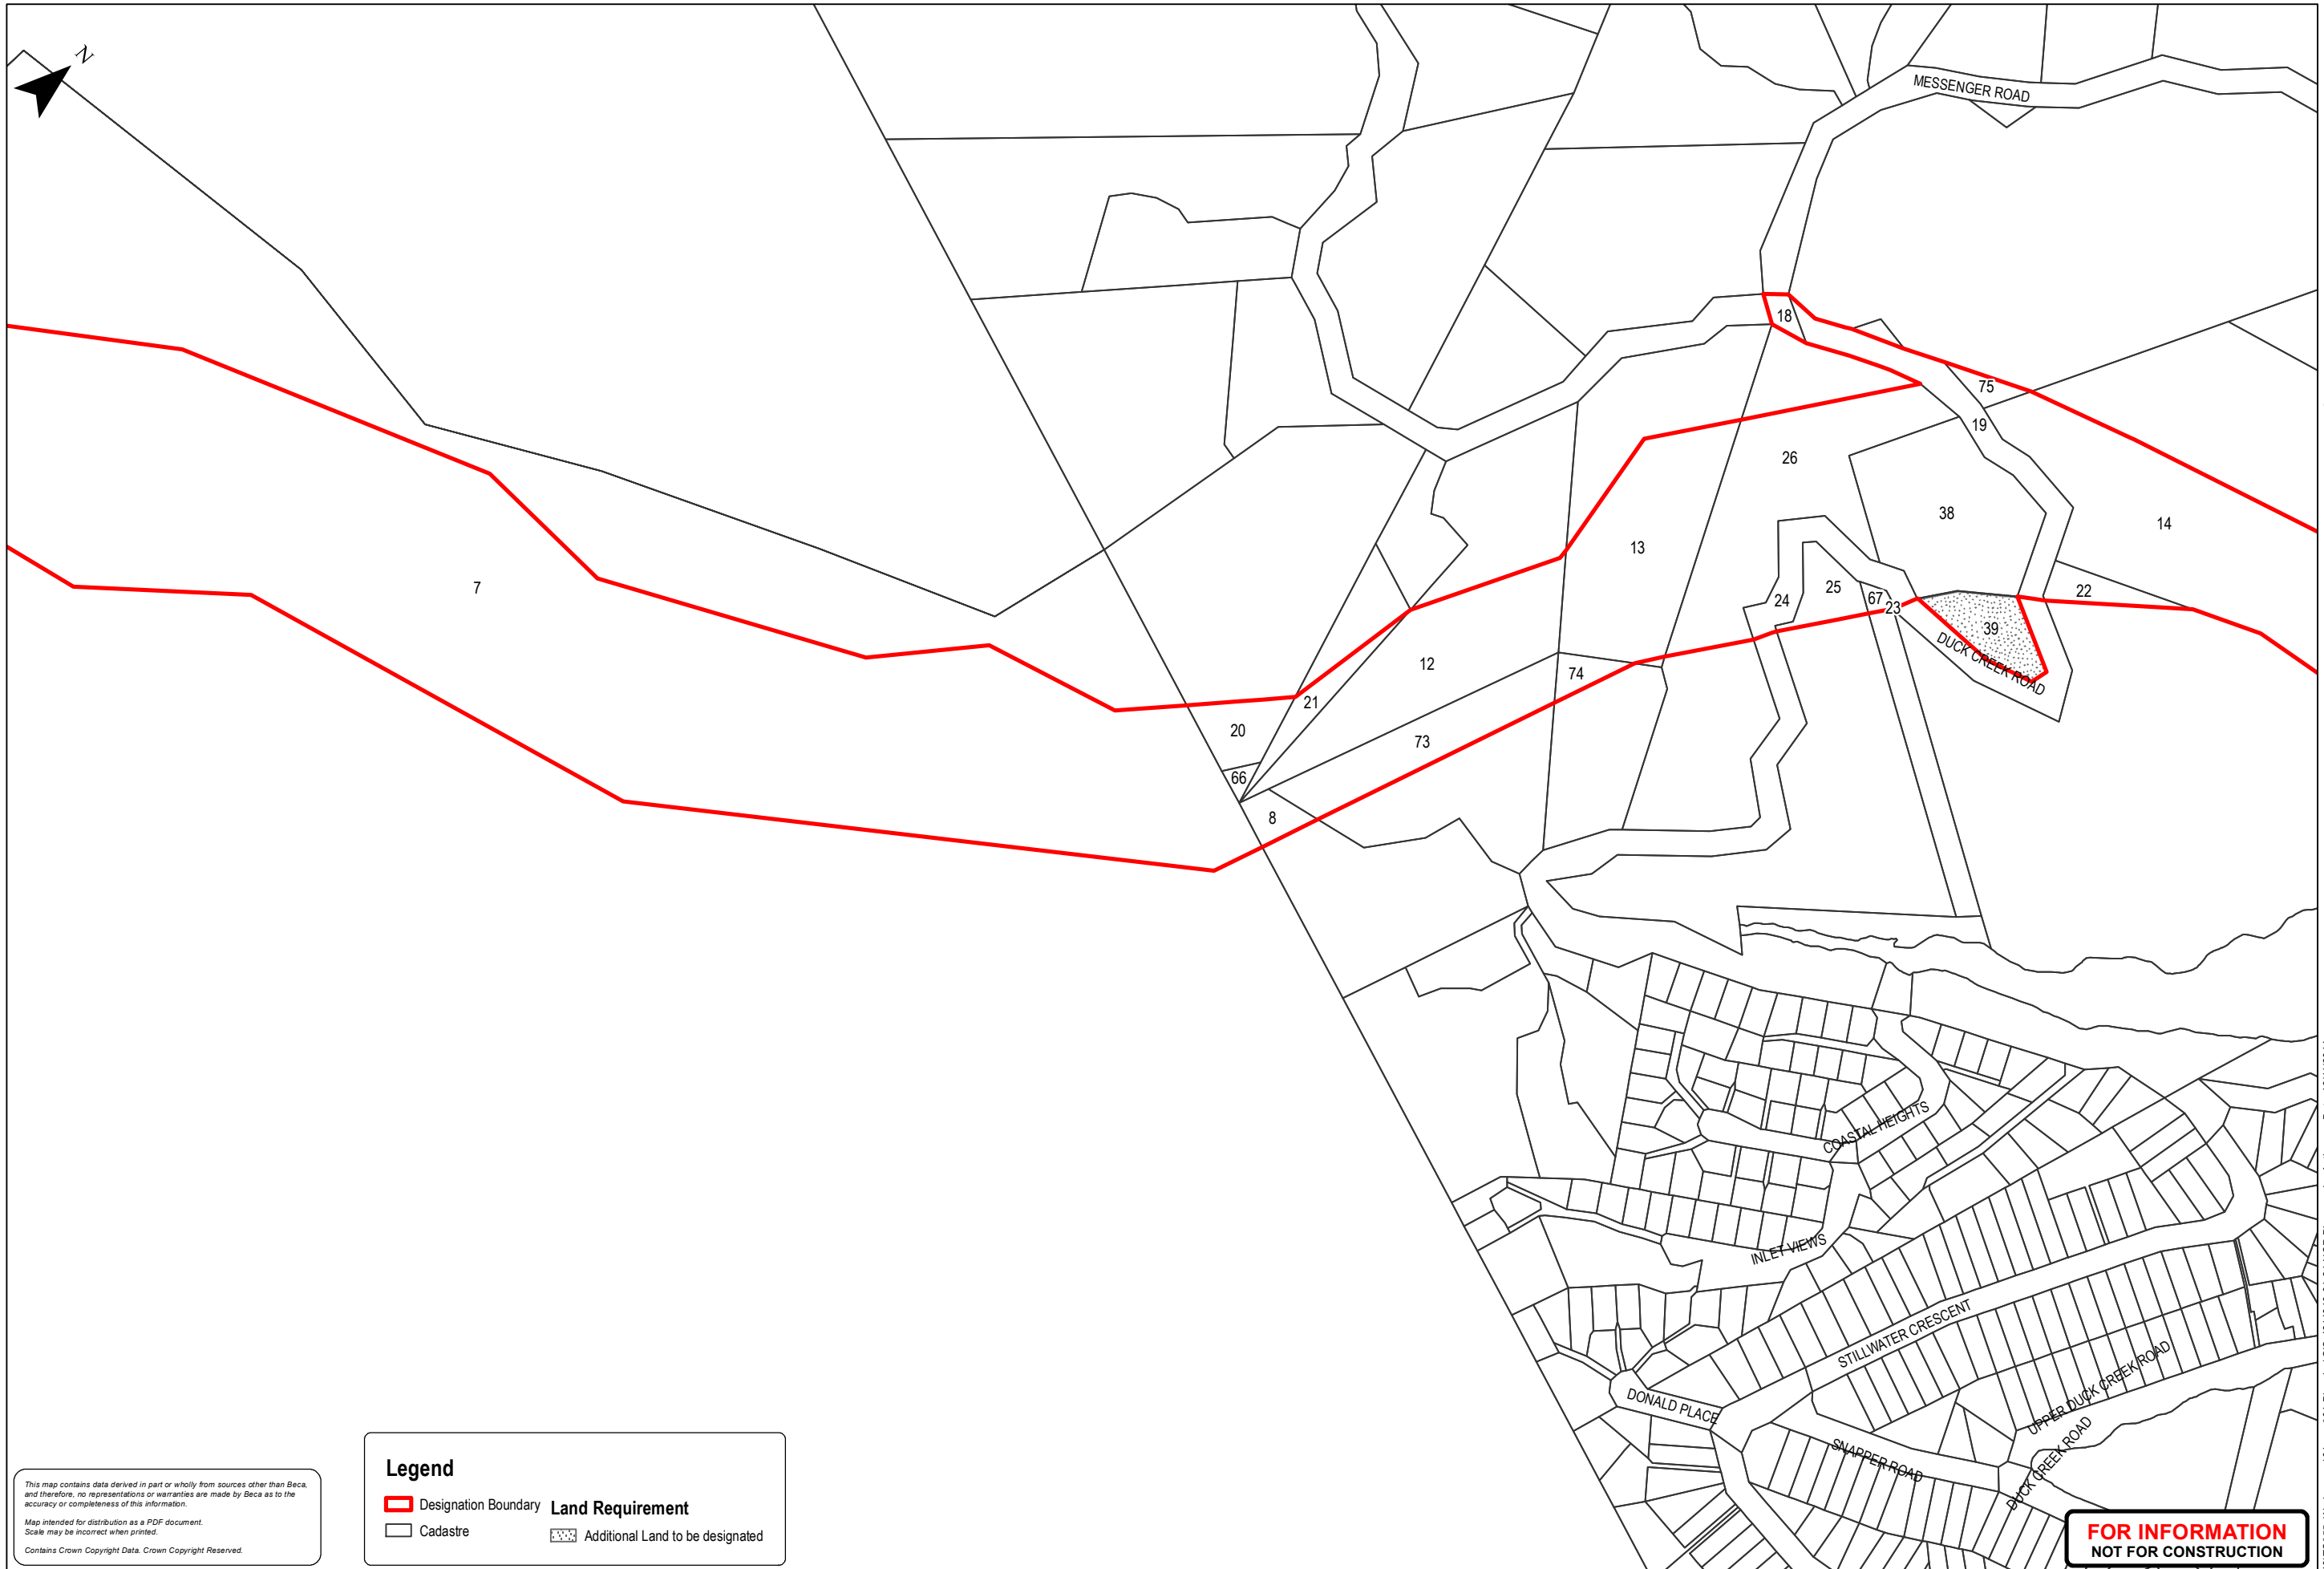 N
MESSENGER ROAD
18
75
19
26
38
14
13
7
25
22
24
67
23
39
DUCK CREEK ROAD
12
74
21
20
73
66
8
COASTAL HEIGHTS
INLET VIEWS
STILLWATER CRESCENT
UPPER DUCK CREEK ROAD
DONALD PLACE
SNAPPER ROAD
DUCK CREEK ROAD
This map contains data derived in part or wholly from sources other than Beca,
and therefore, no representations or warranties are made by Beca as to the
accuracy or completeness of this information.
Map intended for distribution as a PDF document.
Scale may be incorrect when printed.
Contains Crown Copyright Data. Crown Copyright Reserved.
Legend
Designation Boundary
Cadastre
Land Requirement
Additional Land to be designated
FOR INFORMATION
NOT FOR CONSTRUCTION